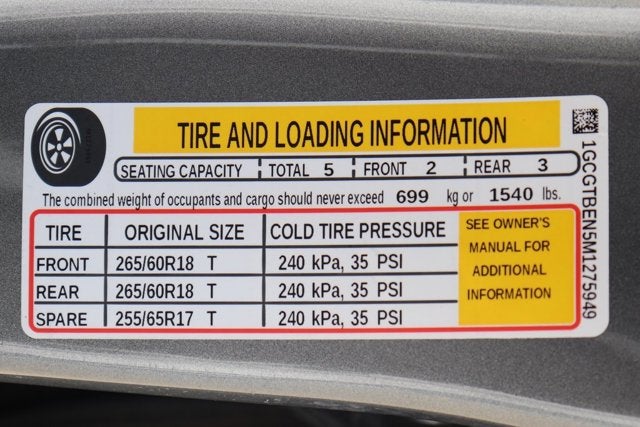 TIRE AND LOADING INFORMATION
SEATING CAPACITY TOTAL 5 FRONT 2 REAR 3
The combined weight of occupants and cargo should never exceed 699 kg or 1540 lbs.
TIRE ORIGINAL SIZE COLD TIRE PRESSURE
FRONT 265/60R18 T 240 kPa, 35 PSI
REAR 265/60R18 T 240 kPa, 35 PSI
SPARE 255/65R17 T 240 kPa, 35 PSI
SEE OWNER'S
MANUAL FOR
ADDITIONAL
INFORMATION
1GCGTBEN5M1275949